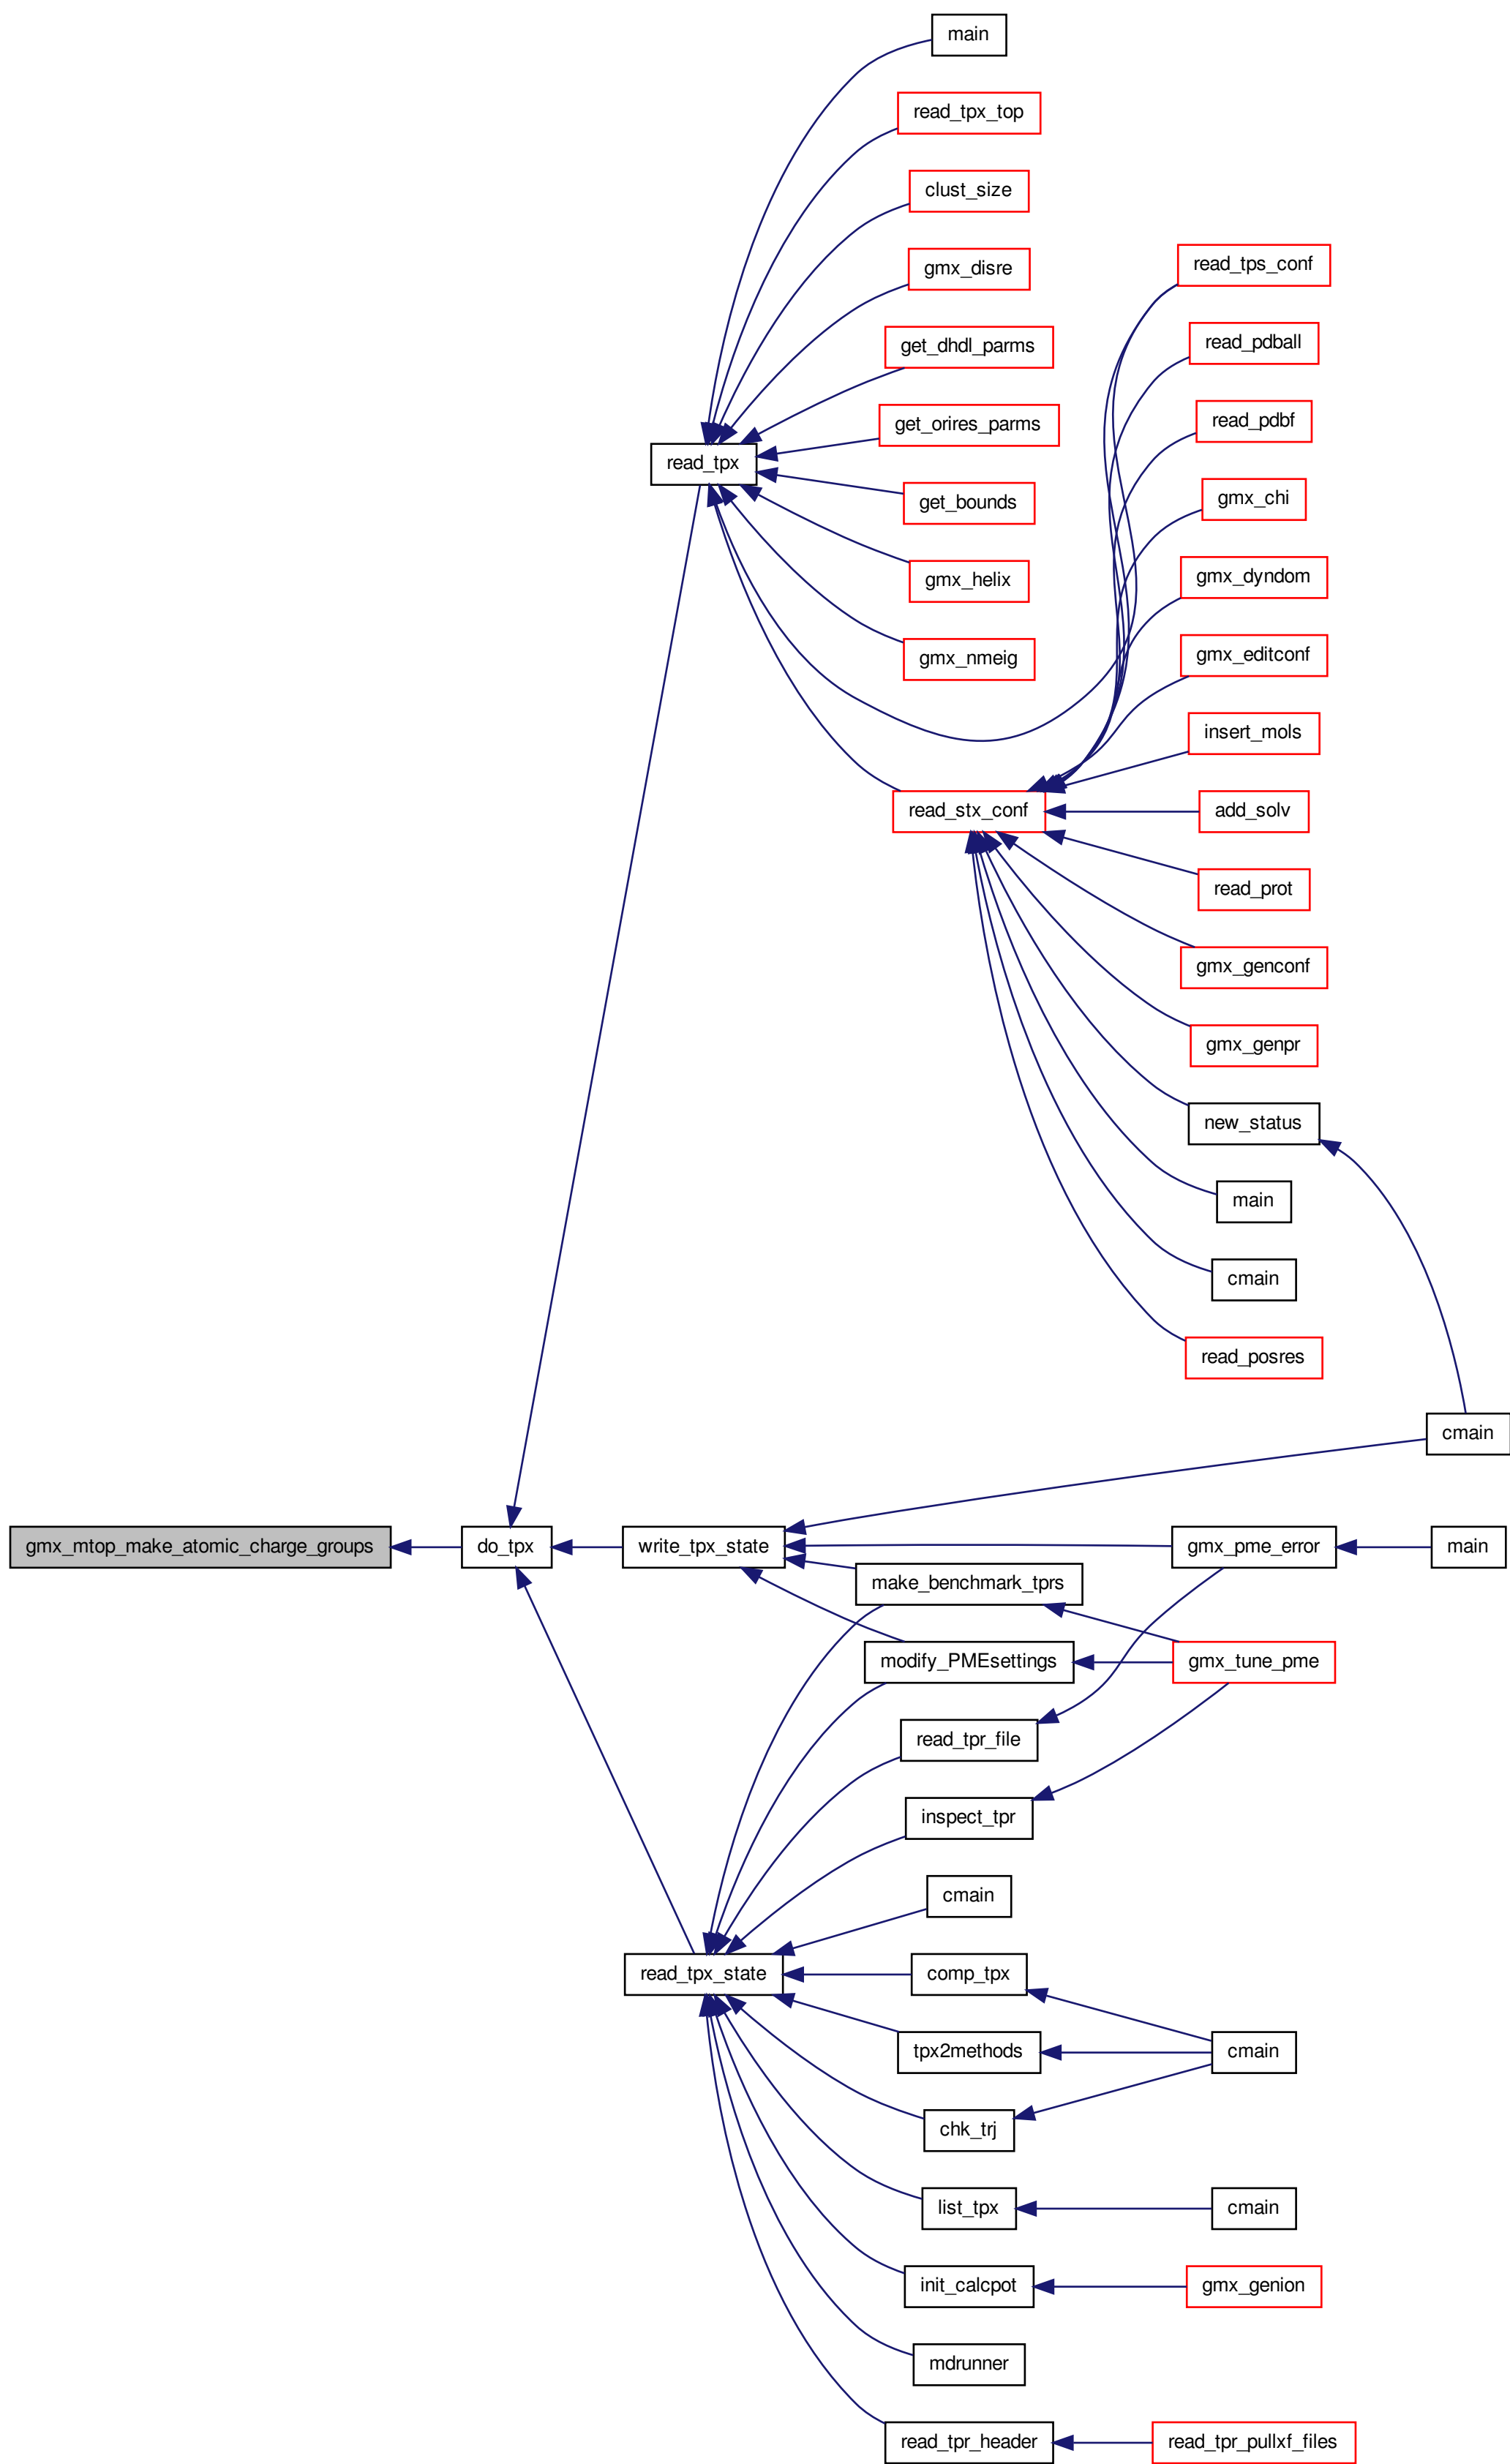 main
read_tpx_top
clust_size
read_tps_conf
gmx_disre
read_pdball
get_dhdl_parms
get_orires_parms
read_pdbf
read_tpx
get_bounds
gmx_chi
gmx_helix
gmx_dyndom
gmx_nmeig
gmx_editconf
insert_mols
read_stx_conf
add_solv
read_prot
gmx_genconf
gmx_genpr
new_status
main
cmain
read_posres
cmain
gmx_mtop_make_atomic_charge_groups
do_tpx
write_tpx_state
gmx_pme_error
main
make_benchmark_tprs
modify_PMEsettings
gmx_tune_pme
read_tpr_file
inspect_tpr
cmain
read_tpx_state
comp_tpx
tpx2methods
cmain
chk_trj
list_tpx
cmain
init_calcpot
gmx_genion
mdrunner
read_tpr_header
read_tpr_pullxf_files